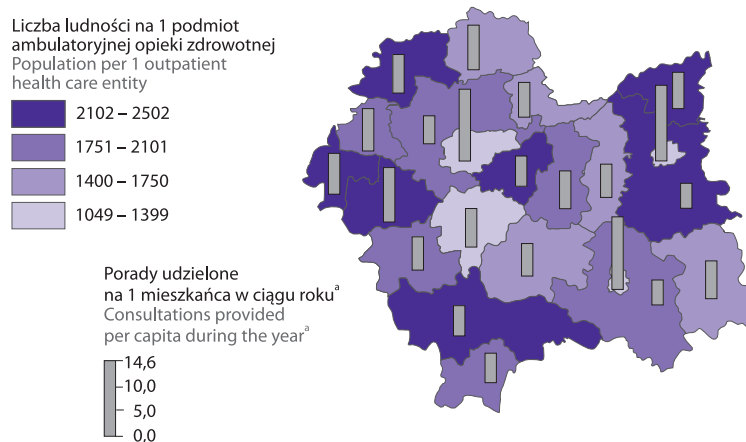 Liczba ludności na 1 podmiot
ambulatoryjnej opieki zdrowotnej
Population per 1 outpatient
health care entity
2102 – 2502
1751 – 2101
1400 – 1750
1049 – 1399
Porady udzielone
na 1 mieszkańca w ciągu rokuª
Consultations provided
per capita during the yearª
14,6
10,0
5,0
0,0